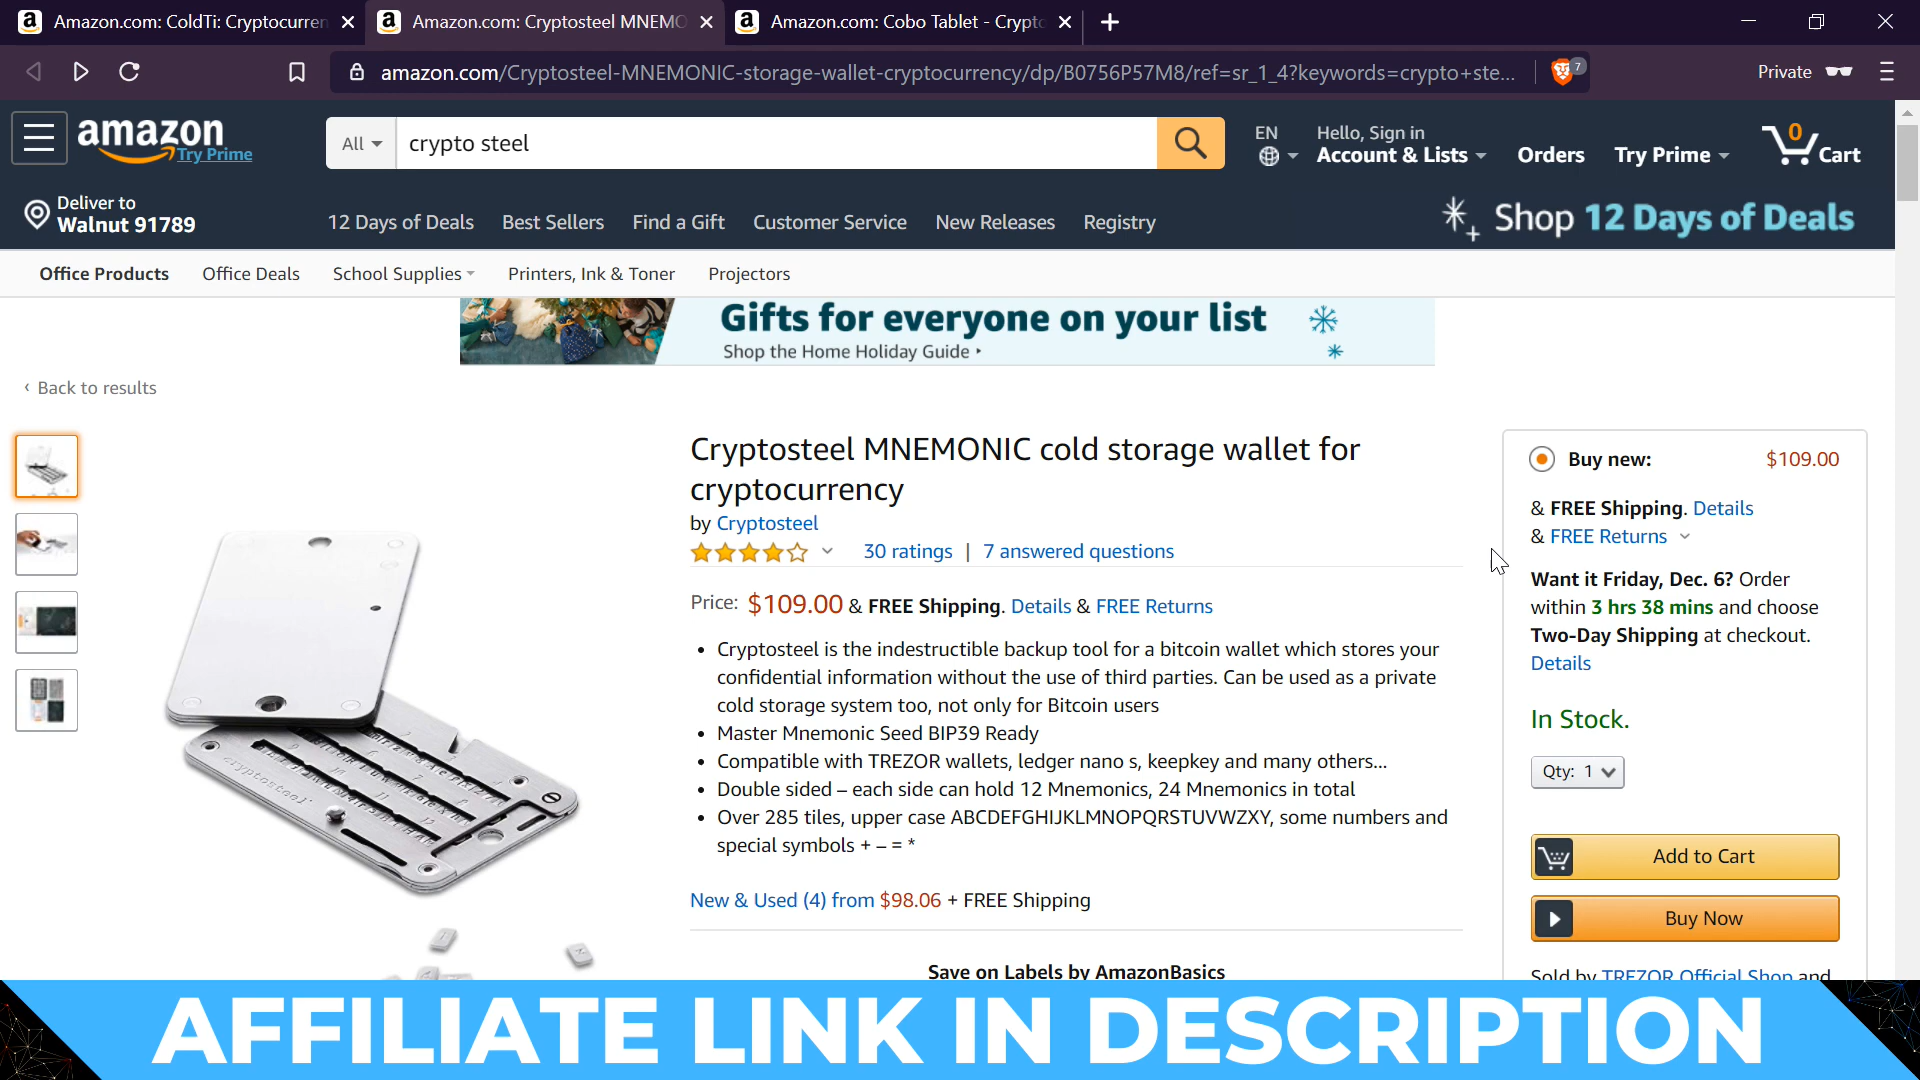 Amazon.com: ColdTi: Cryptocurren
Amazon.com: Cryptosteel MNEMO
Amazon.com: Cobo Tablet - Crypto
amazon.com/Cryptosteel-MNEMONIC-storage-wallet-cryptocurrency/dp/B0756P57M8/ref=sr_1_4?keywords=crypto+ste...
7
Private
amazon
Try Prime
All
crypto steel
EN
Hello, Sign in
Account & Lists
Orders
Try Prime
0
Cart
Deliver to
Walnut 91789
12 Days of Deals
Best Sellers
Find a Gift
Customer Service
New Releases
Registry
Shop 12 Days of Deals
Office Products
Office Deals
School Supplies
Printers, Ink & Toner
Projectors
Gifts for everyone on your list
Shop the Home Holiday Guide
‹ Back to results
Cryptosteel MNEMONIC cold storage wallet for
cryptocurrency
by Cryptosteel
30 ratings | 7 answered questions
Price: $109.00 & FREE Shipping. Details & FREE Returns
• Cryptosteel is the indestructible backup tool for a bitcoin wallet which stores your
confidential information without the use of third parties. Can be used as a private
cold storage system too, not only for Bitcoin users
• Master Mnemonic Seed BIP39 Ready
• Compatible with TREZOR wallets, ledger nano s, keepkey and many others...
• Double sided – each side can hold 12 Mnemonics, 24 Mnemonics in total
• Over 285 tiles, upper case ABCDEFGHIJKLMNOPQRSTUVWZXY, some numbers and
special symbols + – = *
New & Used (4) from $98.06 + FREE Shipping
Save on Labels by AmazonBasics
Buy new: $109.00
& FREE Shipping. Details
& FREE Returns
Want it Friday, Dec. 6? Order
within 3 hrs 38 mins and choose
Two-Day Shipping at checkout.
Details
In Stock.
Qty: 1
Add to Cart
Buy Now
Sold by TREZOR Official Shop and
cryptosteel
AFFILIATE LINK IN DESCRIPTION